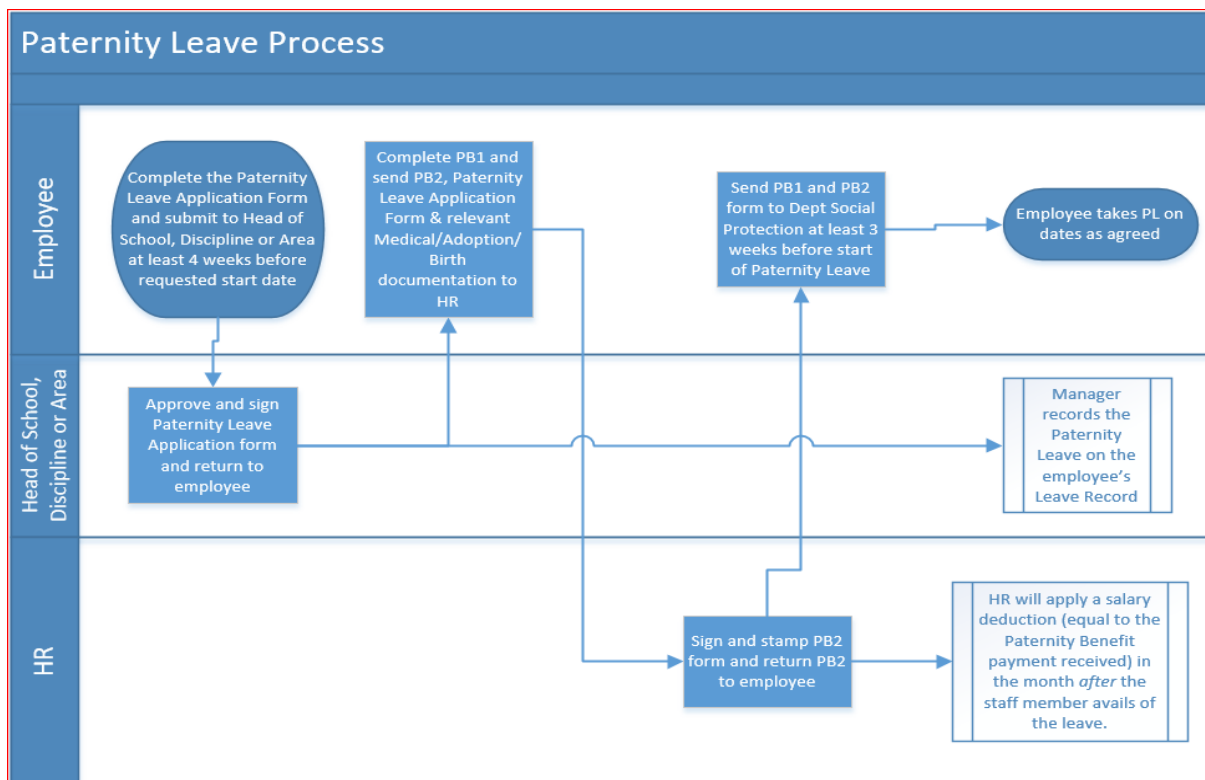 Paternity Leave Process
Employee
Complete the Paternity
Leave Application Form
and submit to Head of
School, Discipline or Area
at least 4 weeks before
requested start date
Complete PB1 and
send PB2, Paternity
Leave Application
Form & relevant
Medical/Adoption/
Birth
documentation to
HR
Send PB1 and PB2
form to Dept Social
Protection at least 3
weeks before start
of Paternity Leave
Employee takes PL on
dates as agreed
Head of School,
Discipline or Area
Approve and sign
Paternity Leave
Application form
and return to
employee
Manager
records the
Paternity
Leave on the
employee’s
Leave Record
HR
Sign and stamp PB2
form and return PB2
to employee
HR will apply a salary
deduction (equal to the
Paternity Benefit
payment received) in
the month after the
staff member avails of
the leave.